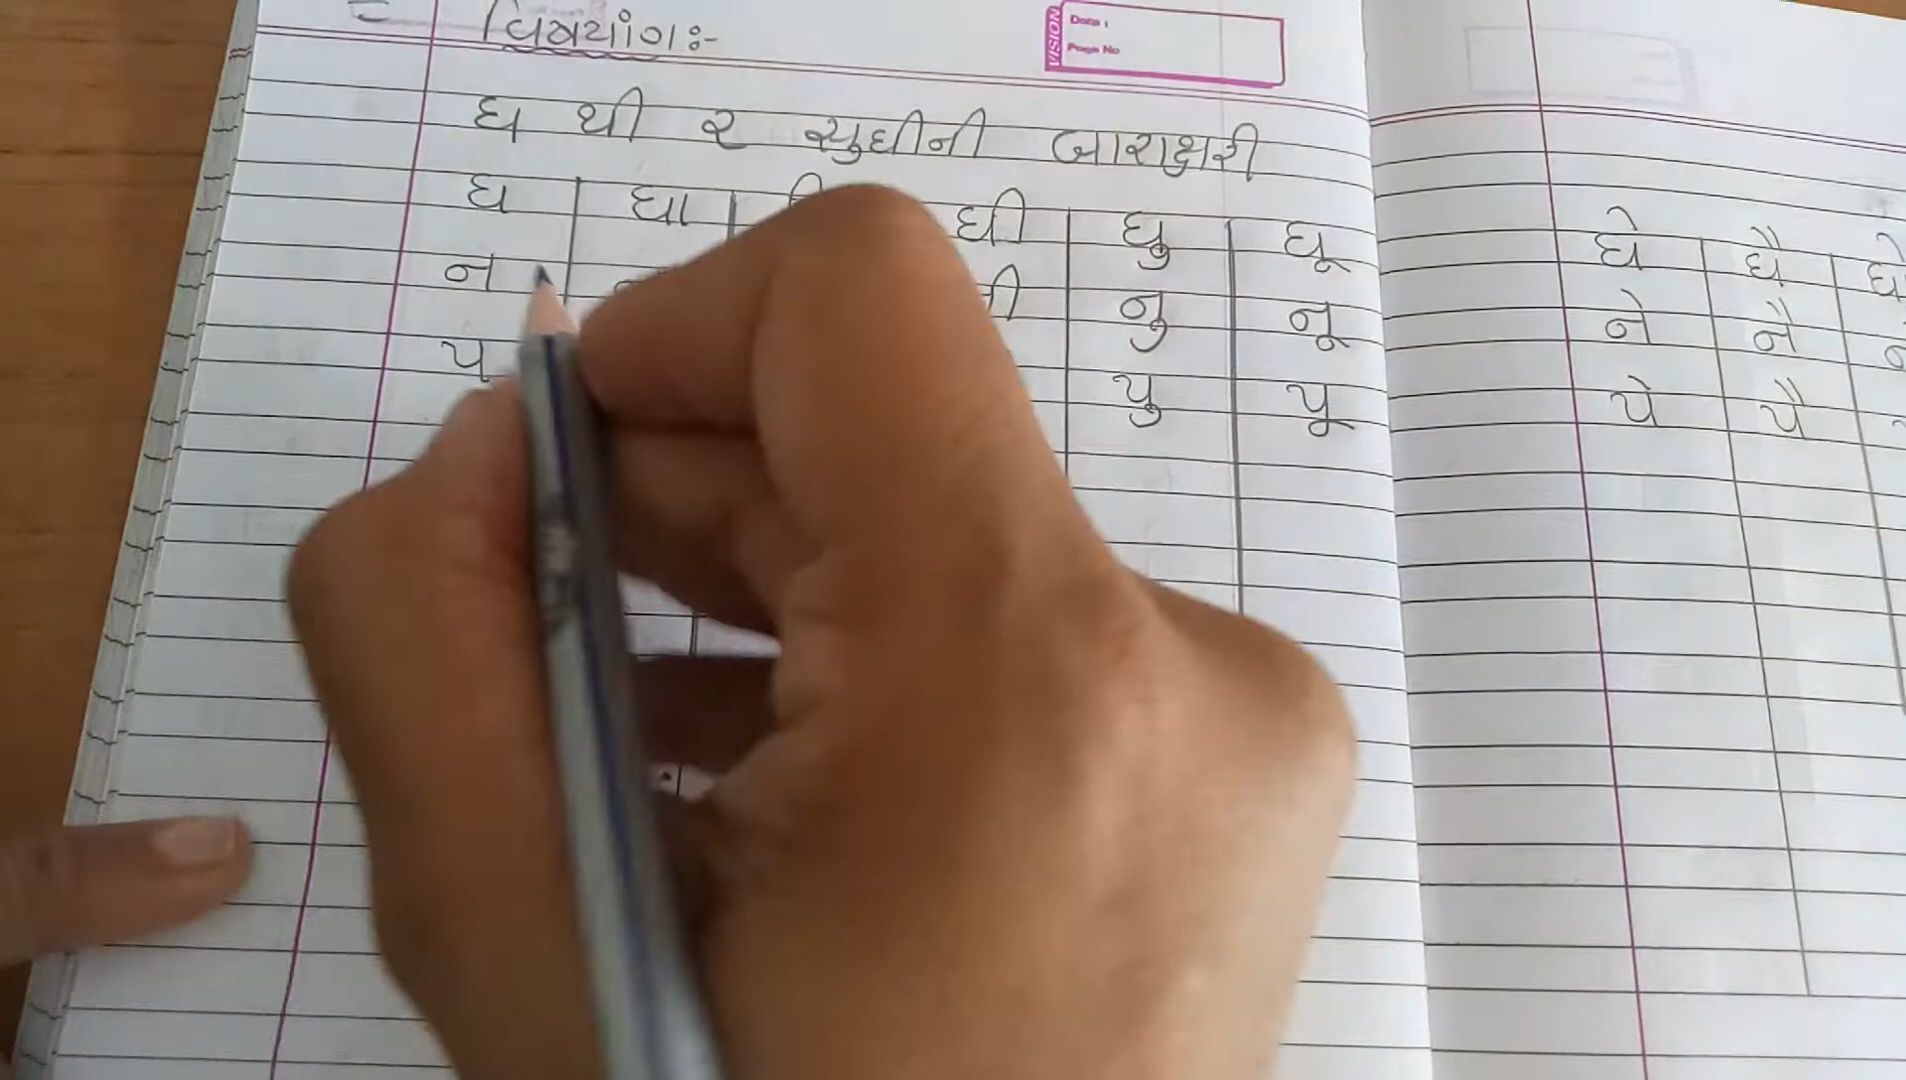 વિભાગ :-
VISION
Date :
Page No
ધ થી ર સુધીની બારાક્ષરી
ધ ધા ધી ધુ ધૂ ધે ધૈ
ન નુ નૂ ને નૈ
પ પુ પૂ પે પૈ